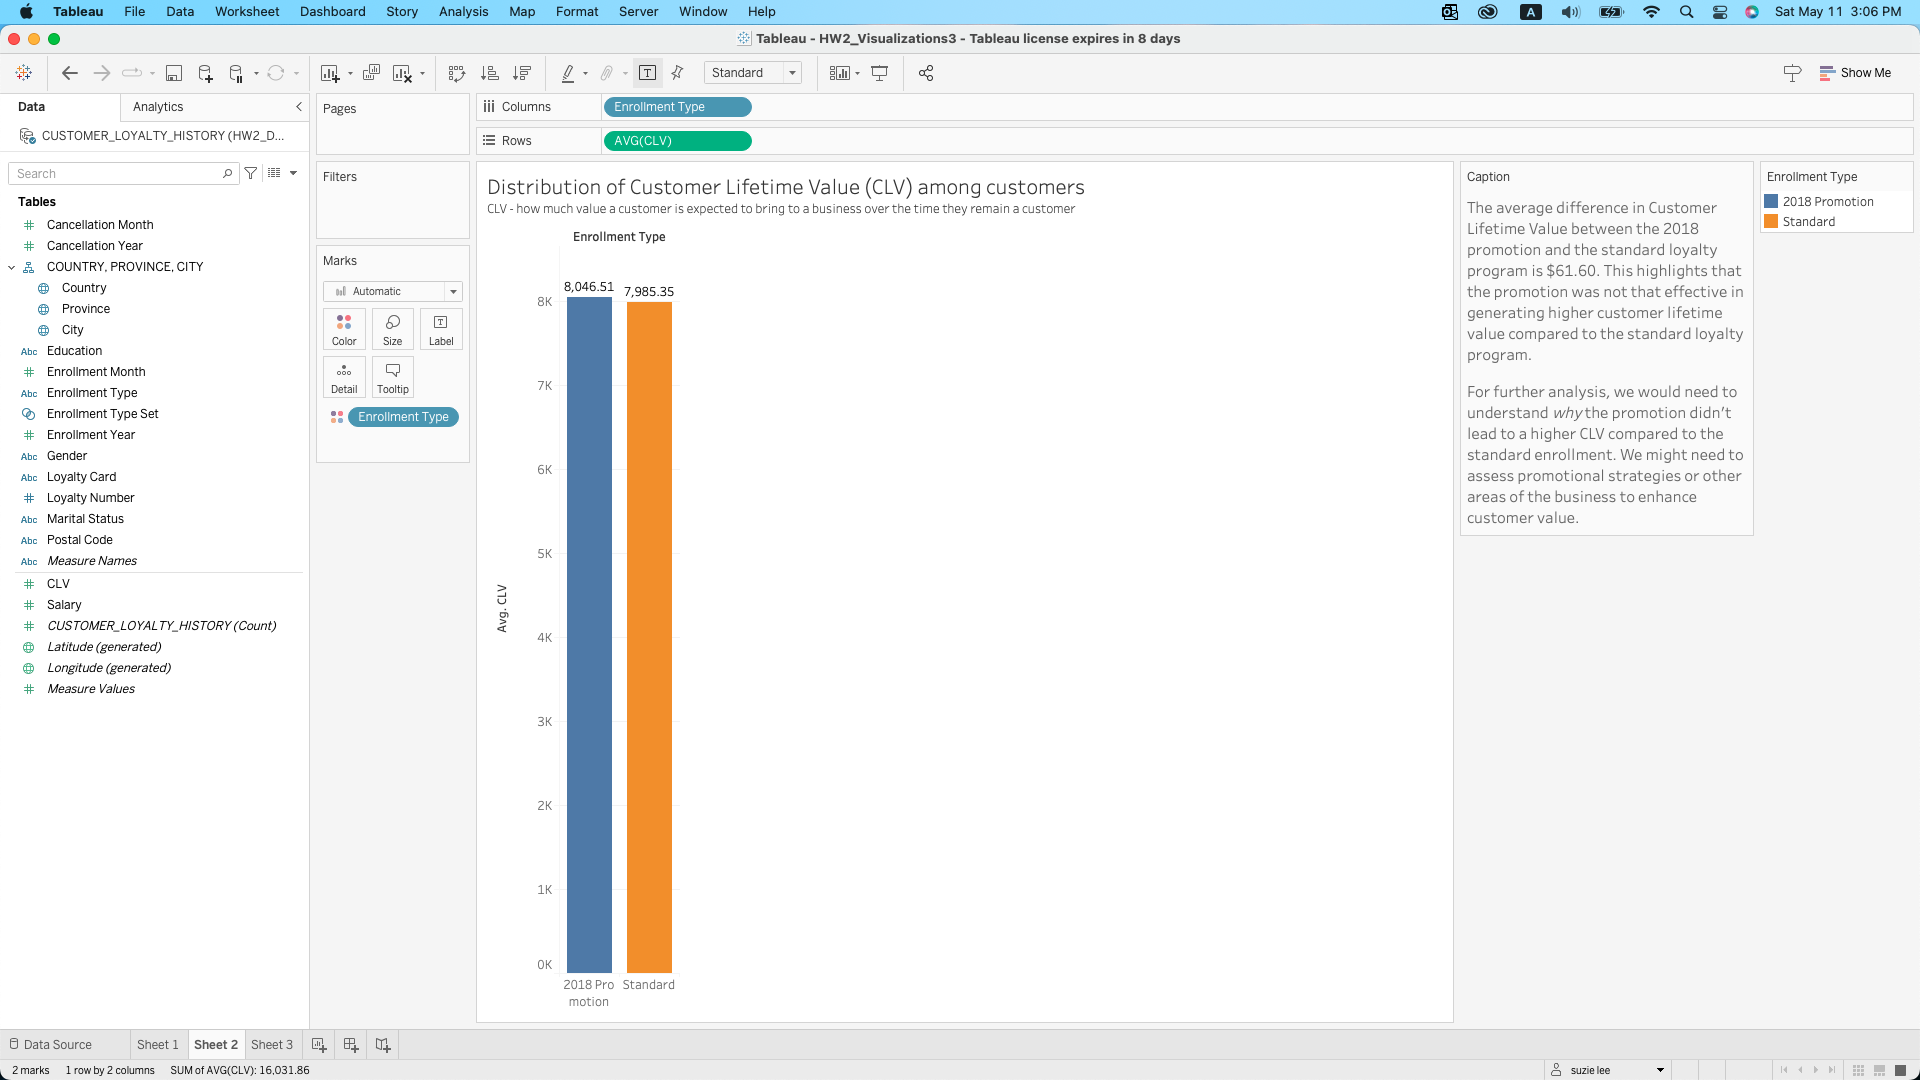 Tableau File Data Worksheet Dashboard Story Analysis Map Format Server Window Help A Sat May 11 3:06 PM
Tableau - HW2_Visualizations3 - Tableau license expires in 8 days
Standard
Show Me
Data Analytics
CUSTOMER_LOYALTY_HISTORY (HW2_D...
Search
Tables
Cancellation Month
Cancellation Year
COUNTRY, PROVINCE, CITY
Country
Province
City
Abc Education
Enrollment Month
Abc Enrollment Type
Enrollment Type Set
Enrollment Year
Abc Gender
Abc Loyalty Card
Loyalty Number
Abc Marital Status
Abc Postal Code
Abc Measure Names
CLV
Salary
CUSTOMER_LOYALTY_HISTORY (Count)
Latitude (generated)
Longitude (generated)
Measure Values
Pages
Filters
Marks
Automatic
Color Size Label
Detail Tooltip
Enrollment Type
Columns Enrollment Type
Rows AVG(CLV)
Distribution of Customer Lifetime Value (CLV) among customers
CLV - how much value a customer is expected to bring to a business over the time they remain a customer
Enrollment Type
8,046.51 7,985.35
8K
7K
6K
5K
4K
3K
2K
1K
0K
Avg. CLV
2018 Pro
motion
Standard
Caption
The average difference in Customer
Lifetime Value between the 2018
promotion and the standard loyalty
program is $61.60. This highlights that
the promotion was not that effective in
generating higher customer lifetime
value compared to the standard loyalty
program.
For further analysis, we would need to
understand why the promotion didn't
lead to a higher CLV compared to the
standard enrollment. We might need to
assess promotional strategies or other
areas of the business to enhance
customer value.
Enrollment Type
2018 Promotion
Standard
Data Source Sheet 1 Sheet 2 Sheet 3
2 marks 1 row by 2 columns SUM of AVG(CLV): 16,031.86 suzie lee